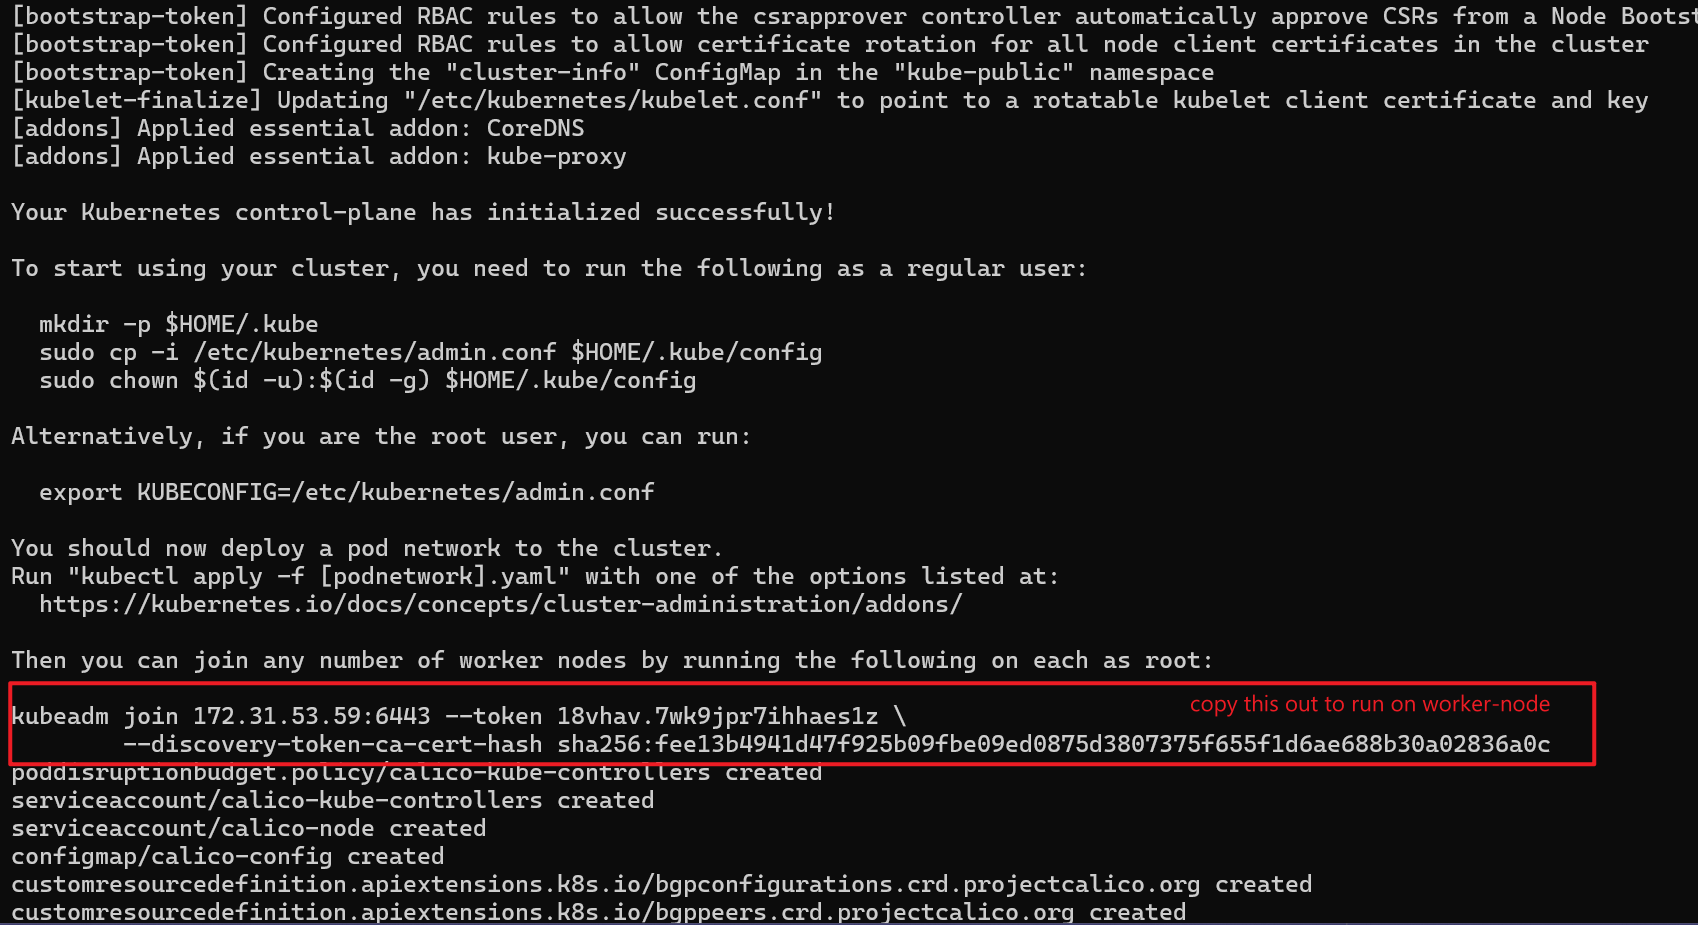 [bootstrap-token] Configured RBAC rules to allow the csrapprover controller automatically approve CSRs from a Node
[bootstrap-token] Configured RBAC rules to allow certificate rotation for all node client certificates in the cluster
[bootstrap-token] Creating the "cluster-info" ConfigMap in the "kube-public" namespace
[kubelet-finalize] Updating "/etc/kubernetes/kubelet.conf" to point to a rotatable kubelet client certificate and key
[addons] Applied essential addon: CoreDNS
[addons] Applied essential addon: kube-proxy
Your Kubernetes control-plane has initialized successfully!
To start using your cluster, you need to run the following as a regular user:
mkdir -p $HOME/.kube
sudo cp -i /etc/kubernetes/admin.conf $HOME/.kube/config
sudo chown $(id -u):$(id -g) $HOME/.kube/config
Alternatively, if you are the root user, you can run:
export KUBECONFIG=/etc/kubernetes/admin.conf
You should now deploy a pod network to the cluster.
Run "kubectl apply -f [podnetwork].yaml" with one of the options listed at:
https://kubernetes.io/docs/concepts/cluster-administration/addons/
Then you can join any number of worker nodes by running the following on each as root:
copy this out to run on worker-node
kubeadm join 172.31.53.59:6443 --token 18vhav.7wk9jpr7ihhaes1z \
--discovery-token-ca-cert-hash sha256:fee13b4941d47f925b09fbe09ed0875d3807375f655f1d6ae688b30a02836a0c
poddisruptionbudget.policy/calico-kube-controllers created
serviceaccount/calico-kube-controllers created
serviceaccount/calico-node created
configmap/calico-config created
customresourcedefinition.apiextensions.k8s.io/bgpconfigurations.crd.projectcalico.org created
customresourcedefinition.apiextensions.k8s.io/bgppeers.crd.projectcalico.org created